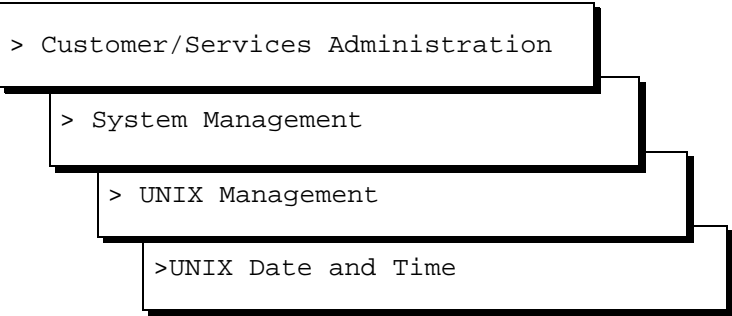 > Customer/Services Administration
> System Management
> UNIX Management
>UNIX Date and Time